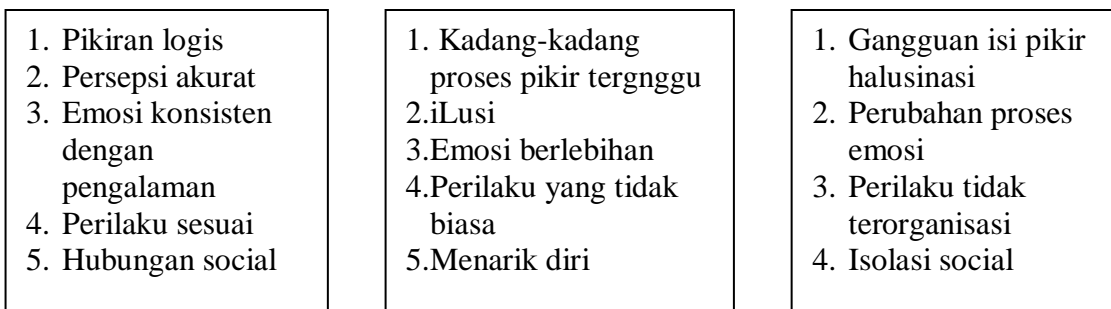 1. Pikiran logis
2. Persepsi akurat
3. Emosi konsisten
dengan
pengalaman
4. Perilaku sesuai
5. Hubungan social
1. Kadang-kadang
proses pikir tergnggu
2.iLusi
3.Emosi berlebihan
4.Perilaku yang tidak
biasa
5.Menarik diri
1. Gangguan isi pikir
halusinasi
2. Perubahan proses
emosi
3. Perilaku tidak
terorganisasi
4. Isolasi social